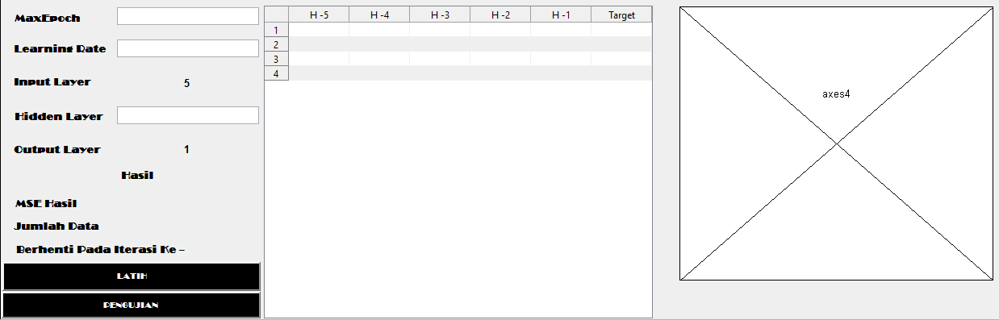 MaxEpoch
Learning Rate
Input Layer 5
Hidden Layer
Output Layer 1
Hasil
MSE Hasil
Jumlah Data
Berhenti Pada Iterasi Ke -
LATIH
PENGUJIAN
H -5 H -4 H -3 H -2 H -1 Target
1
2
3
4
axes4